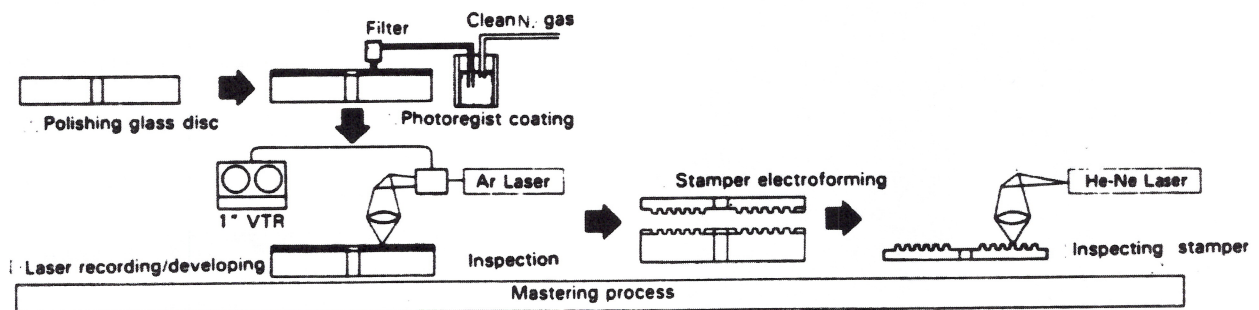 Filter
Clean N. gas
Polishing glass disc
Photoregist coating
1" VTR
Ar Laser
Stamper electroforming
He-Ne Laser
Laser recording/developing
Inspection
Inspecting stamper
Mastering process